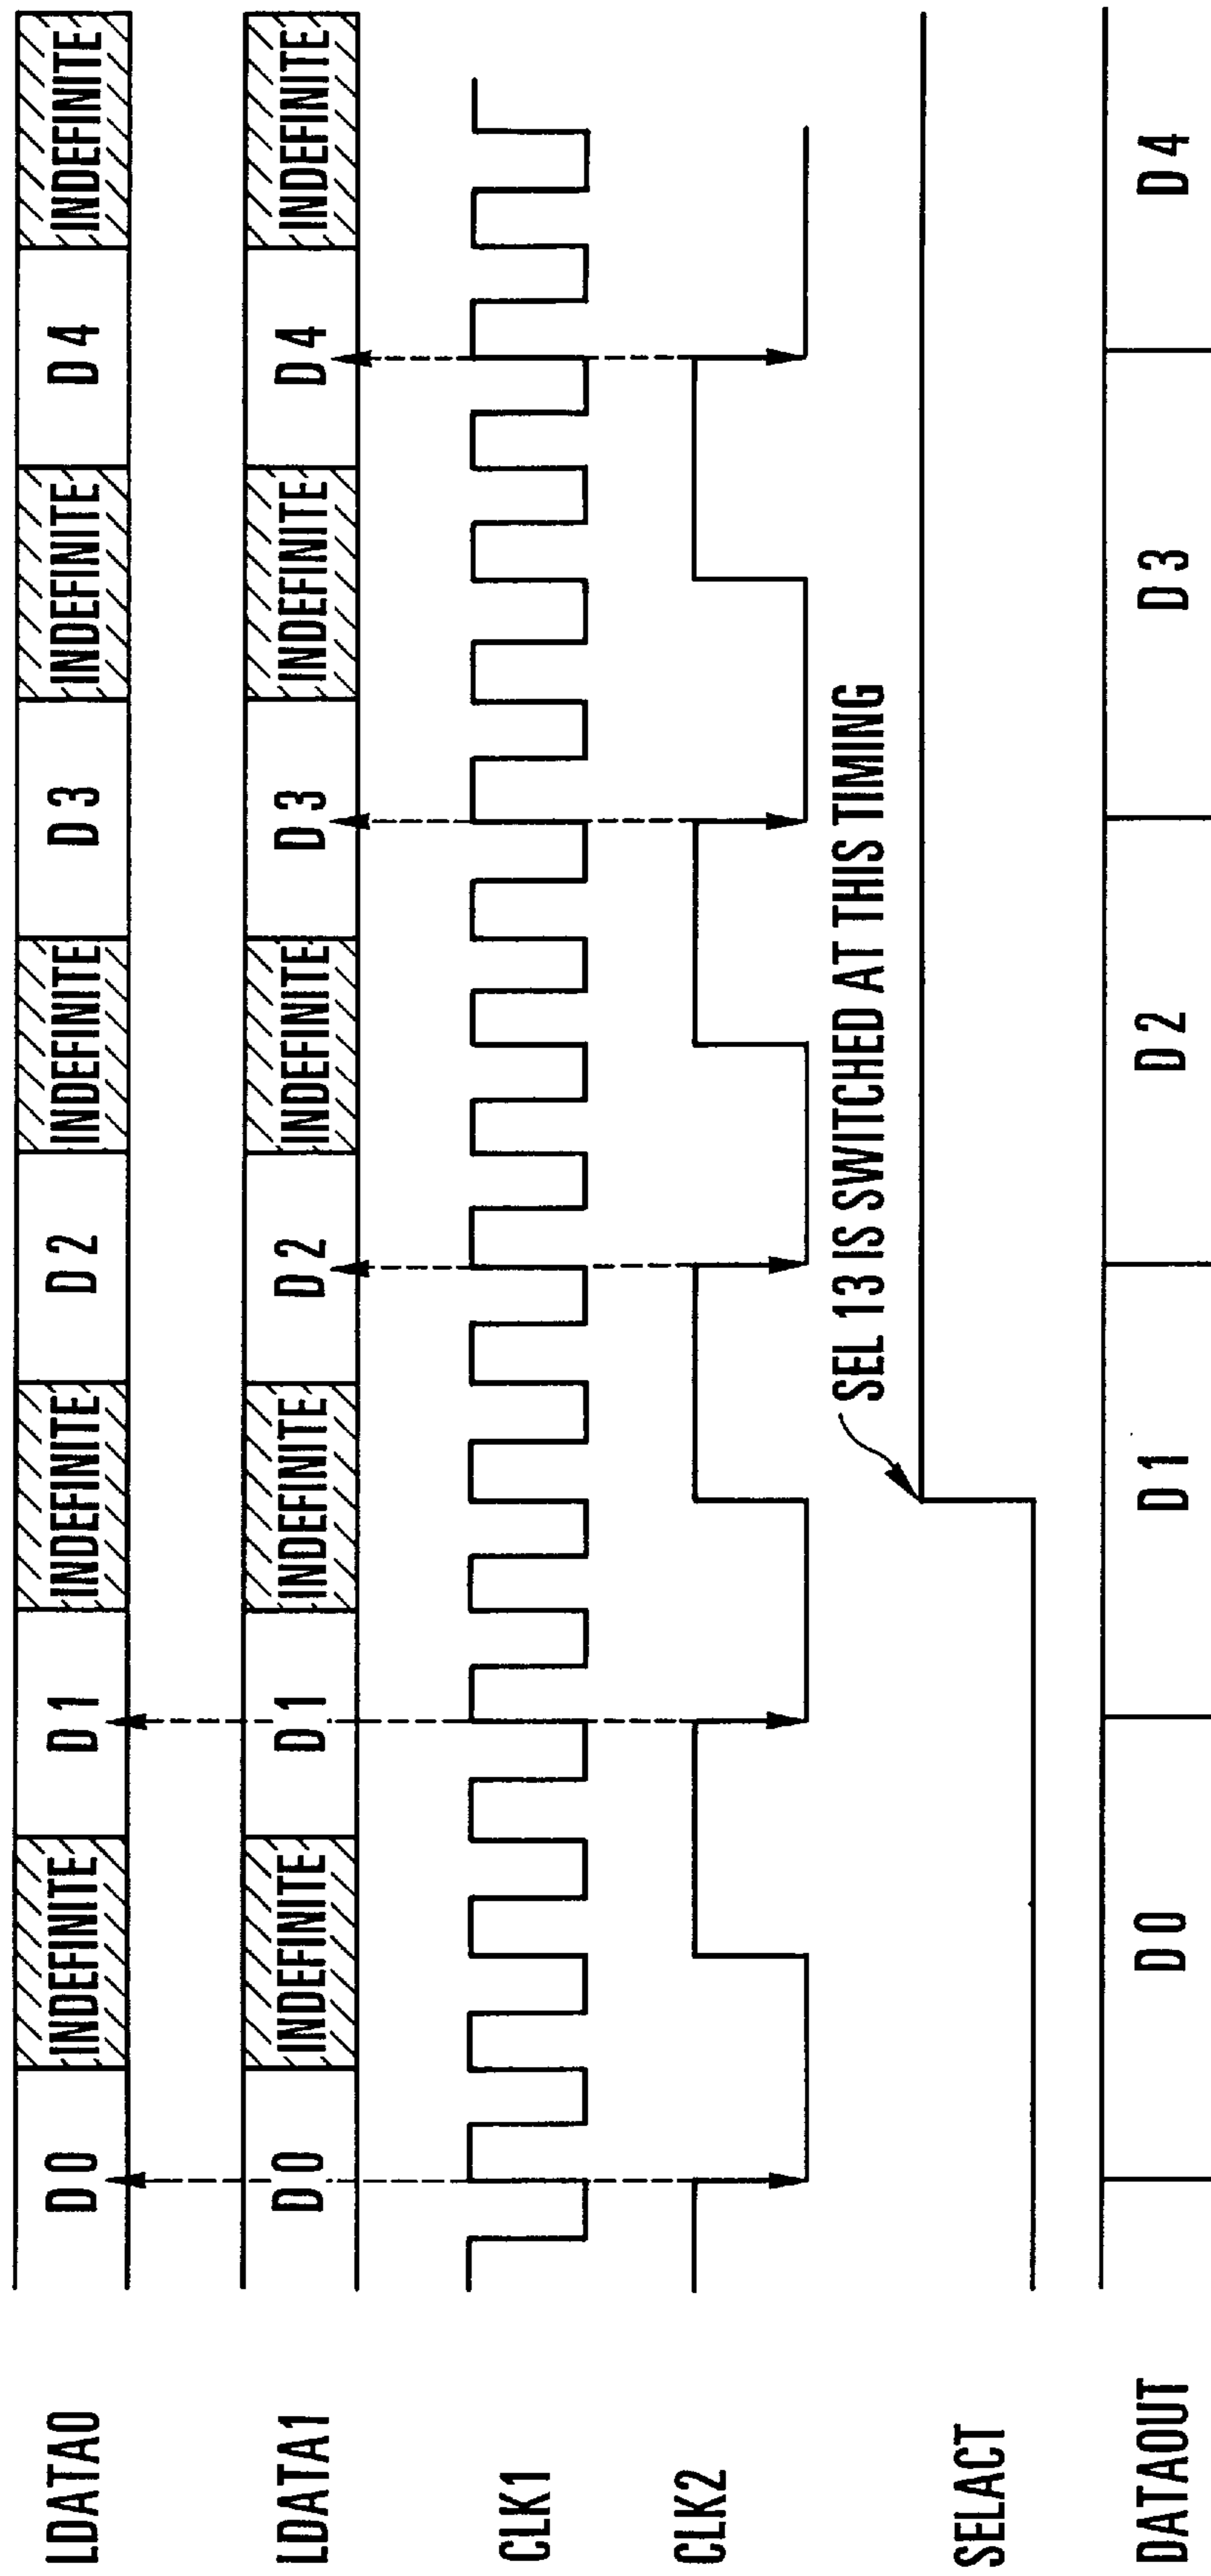 LDATA0 D0 INDEFINITE D1 INDEFINITE D2 INDEFINITE D3 INDEFINITE D4 INDEFINITE
LDATA1 D0 INDEFINITE D1 INDEFINITE D2 INDEFINITE D3 INDEFINITE D4 INDEFINITE
CLK1
CLK2
SEL 13 IS SWITCHED AT THIS TIMING
SELACT
DATAOUT D0 D1 D2 D3 D4